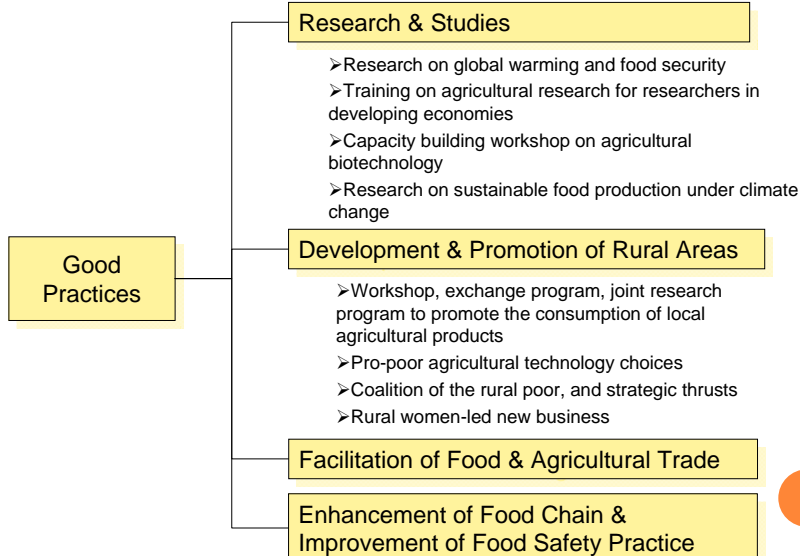 Research & Studies
➢Research on global warming and food security
➢Training on agricultural research for researchers in
developing economies
➢Capacity building workshop on agricultural
biotechnology
➢Research on sustainable food production under climate
change
Good
Practices
Development & Promotion of Rural Areas
➢Workshop, exchange program, joint research
program to promote the consumption of local
agricultural products
➢Pro-poor agricultural technology choices
➢Coalition of the rural poor, and strategic thrusts
➢Rural women-led new business
Facilitation of Food & Agricultural Trade
Enhancement of Food Chain &
Improvement of Food Safety Practice